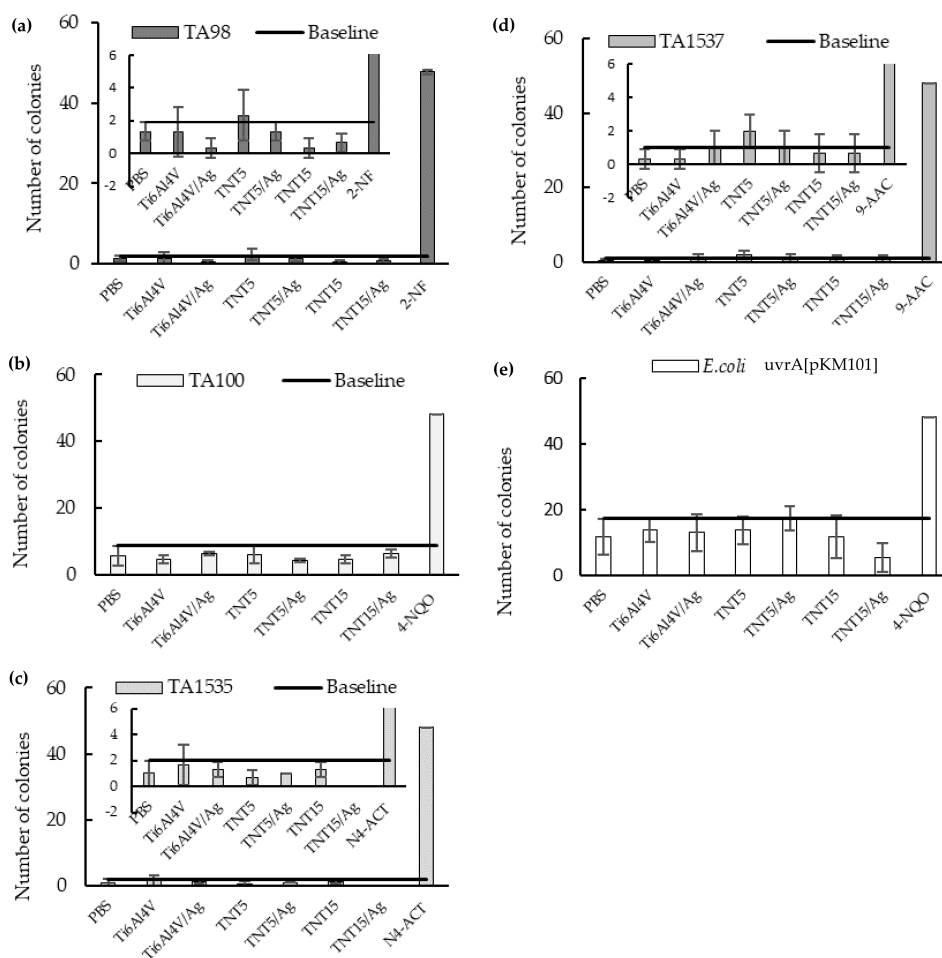 (a)
TA98
Baseline
Number of colonies
60
40
20
0
6
4
2
0
-2
PBS
Ti6Al4V
Ti6Al4V/Ag
TNT5
TNT5/Ag
TNT15
TNT15/Ag
2-NF
PBS
Ti6Al4V
Ti6Al4V/Ag
TNT5
TNT5/Ag
TNT15
TNT15/Ag
2-NF
(d)
TA1537
Baseline
Number of colonies
60
40
20
0
6
4
2
0
-2
PBS
Ti6Al4V
Ti6Al4V/Ag
TNT5
TNT5/Ag
TNT15
TNT15/Ag
9-AAC
PBS
Ti6Al4V
Ti6Al4V/Ag
TNT5
TNT5/Ag
TNT15
TNT15/Ag
9-AAC
(b)
TA100
Baseline
Number of colonies
60
40
20
0
PBS
Ti6Al4V
Ti6Al4V/Ag
TNT5
TNT5/Ag
TNT15
TNT15/Ag
4-NQO
(e)
E.coli uvrA[pKM101]
Number of colonies
60
40
20
0
PBS
Ti6Al4V
Ti6Al4V/Ag
TNT5
TNT5/Ag
TNT15
TNT15/Ag
4-NQO
(c)
TA1535
Baseline
Number of colonies
60
40
20
0
6
4
2
0
-2
PBS
Ti6Al4V
Ti6Al4V/Ag
TNT5
TNT5/Ag
TNT15
TNT15/Ag
N4-ACT
PBS
Ti6Al4V
Ti6Al4V/Ag
TNT5
TNT5/Ag
TNT15
TNT15/Ag
N4-ACT